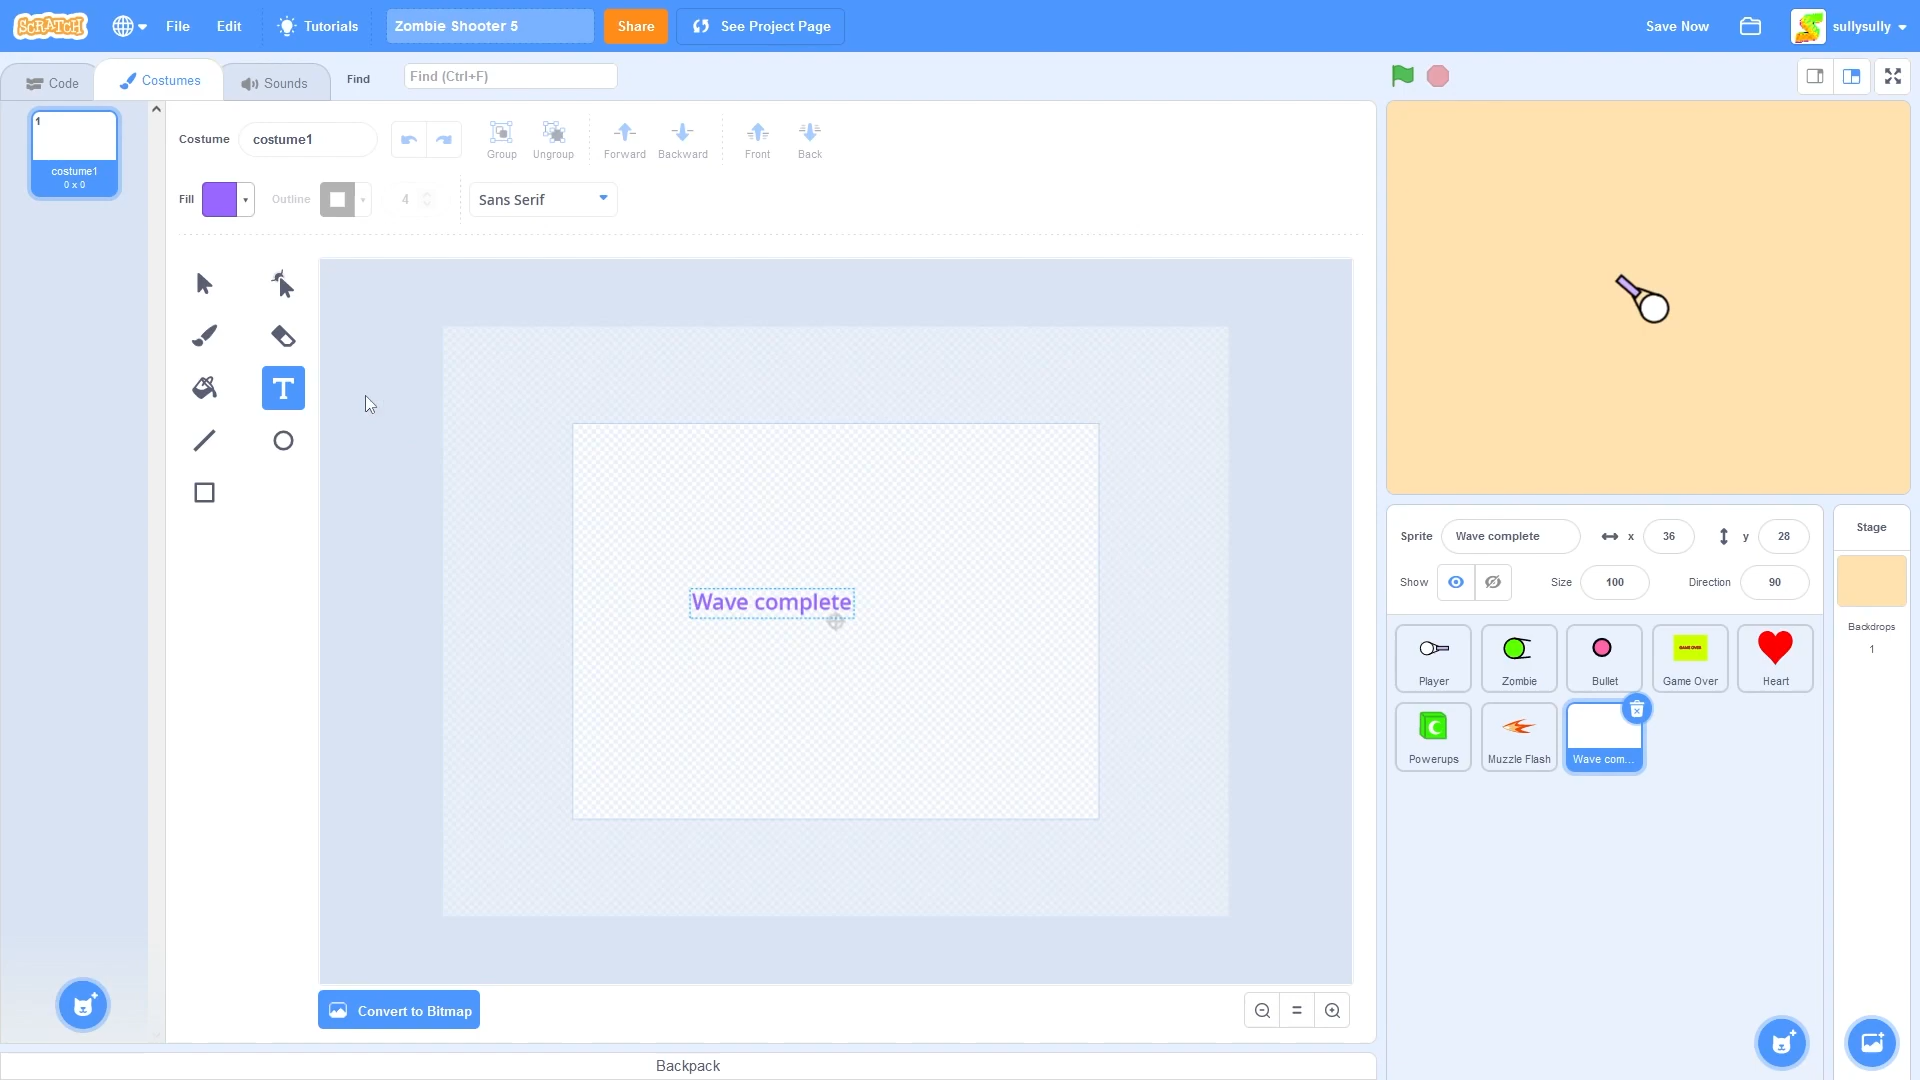 SCRATCH File Edit Tutorials Zombie Shooter 5 Share See Project Page Save Now sullysully
Code Costumes Sounds Find Find (Ctrl+F)
1
costume1
0 x 0
Costume costume1 Group Ungroup Forward Backward Front Back
Fill Outline 4 Sans Serif
T
Wave complete
Convert to Bitmap
Backpack
Sprite Wave complete x 36 y 28
Show Size 100 Direction 90
GAME OVER
Player Zombie Bullet Game Over Heart
Powerups Muzzle Flash Wave com...
Stage
Backdrops
1